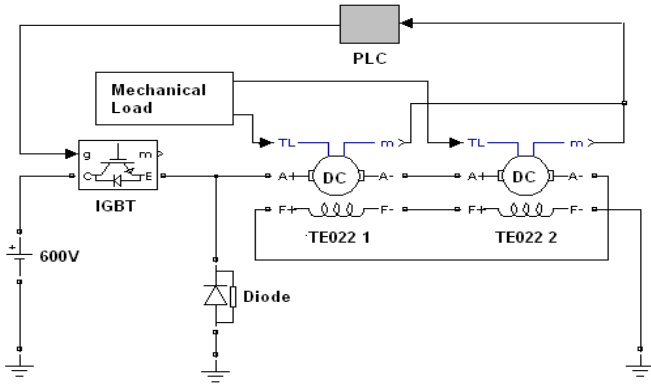 PLC
Mechanical
Load
TL m TL m
g m
C E
A+ DC A- A+ DC A-
IGBT
F+ F- F+ F-
TE022 1 TE022 2
+
600V
Diode